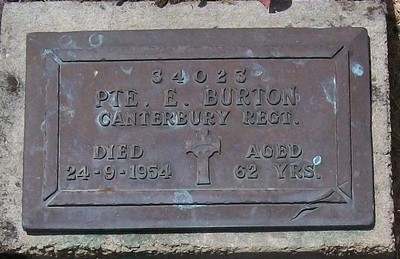 34023
PTE. E. BURTON
CANTERBURY REGT.
DIED AGED
24-9-1954 62 YRS.